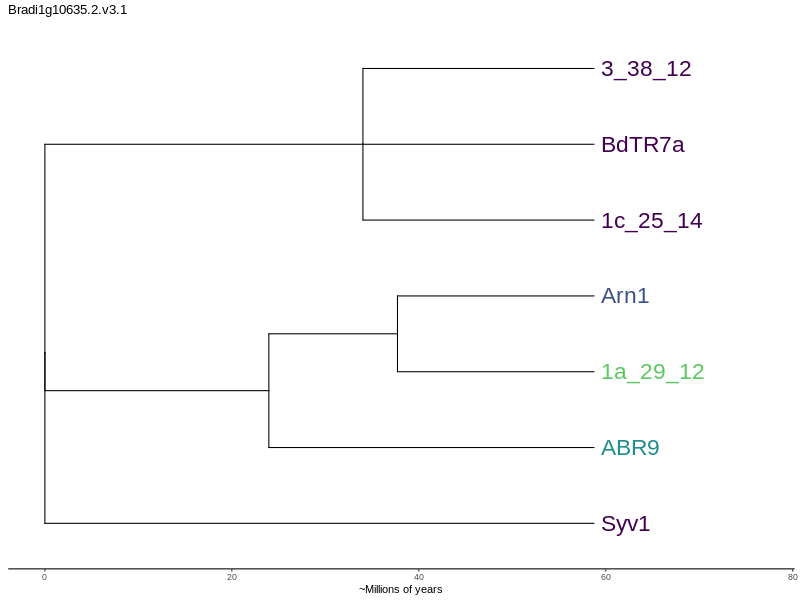 Bradi1g10635.2.v3.1
3_38_12
BdTR7a
1c_25_14
Arn1
1a_29_12
ABR9
Syv1
0 20 40 60 80
~Millions of years